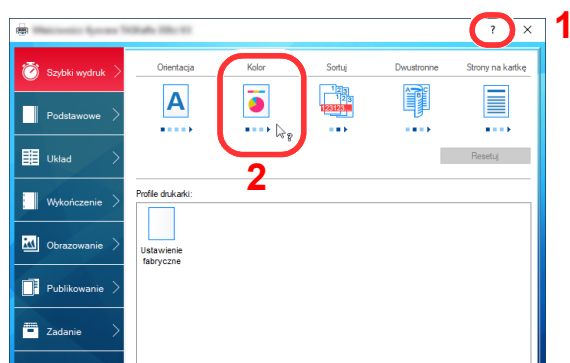 ? ×
1
Szybki wydruk
Podstawowe
Układ
Wykończenie
Obrazowanie
Publikowanie
Zadanie
Orientacja Kolor Sortuj Dwustronne Strony na kartkę
A
123123...
A B C
?
2
Resetuj
Profile drukarki:
Ustawienie
fabryczne